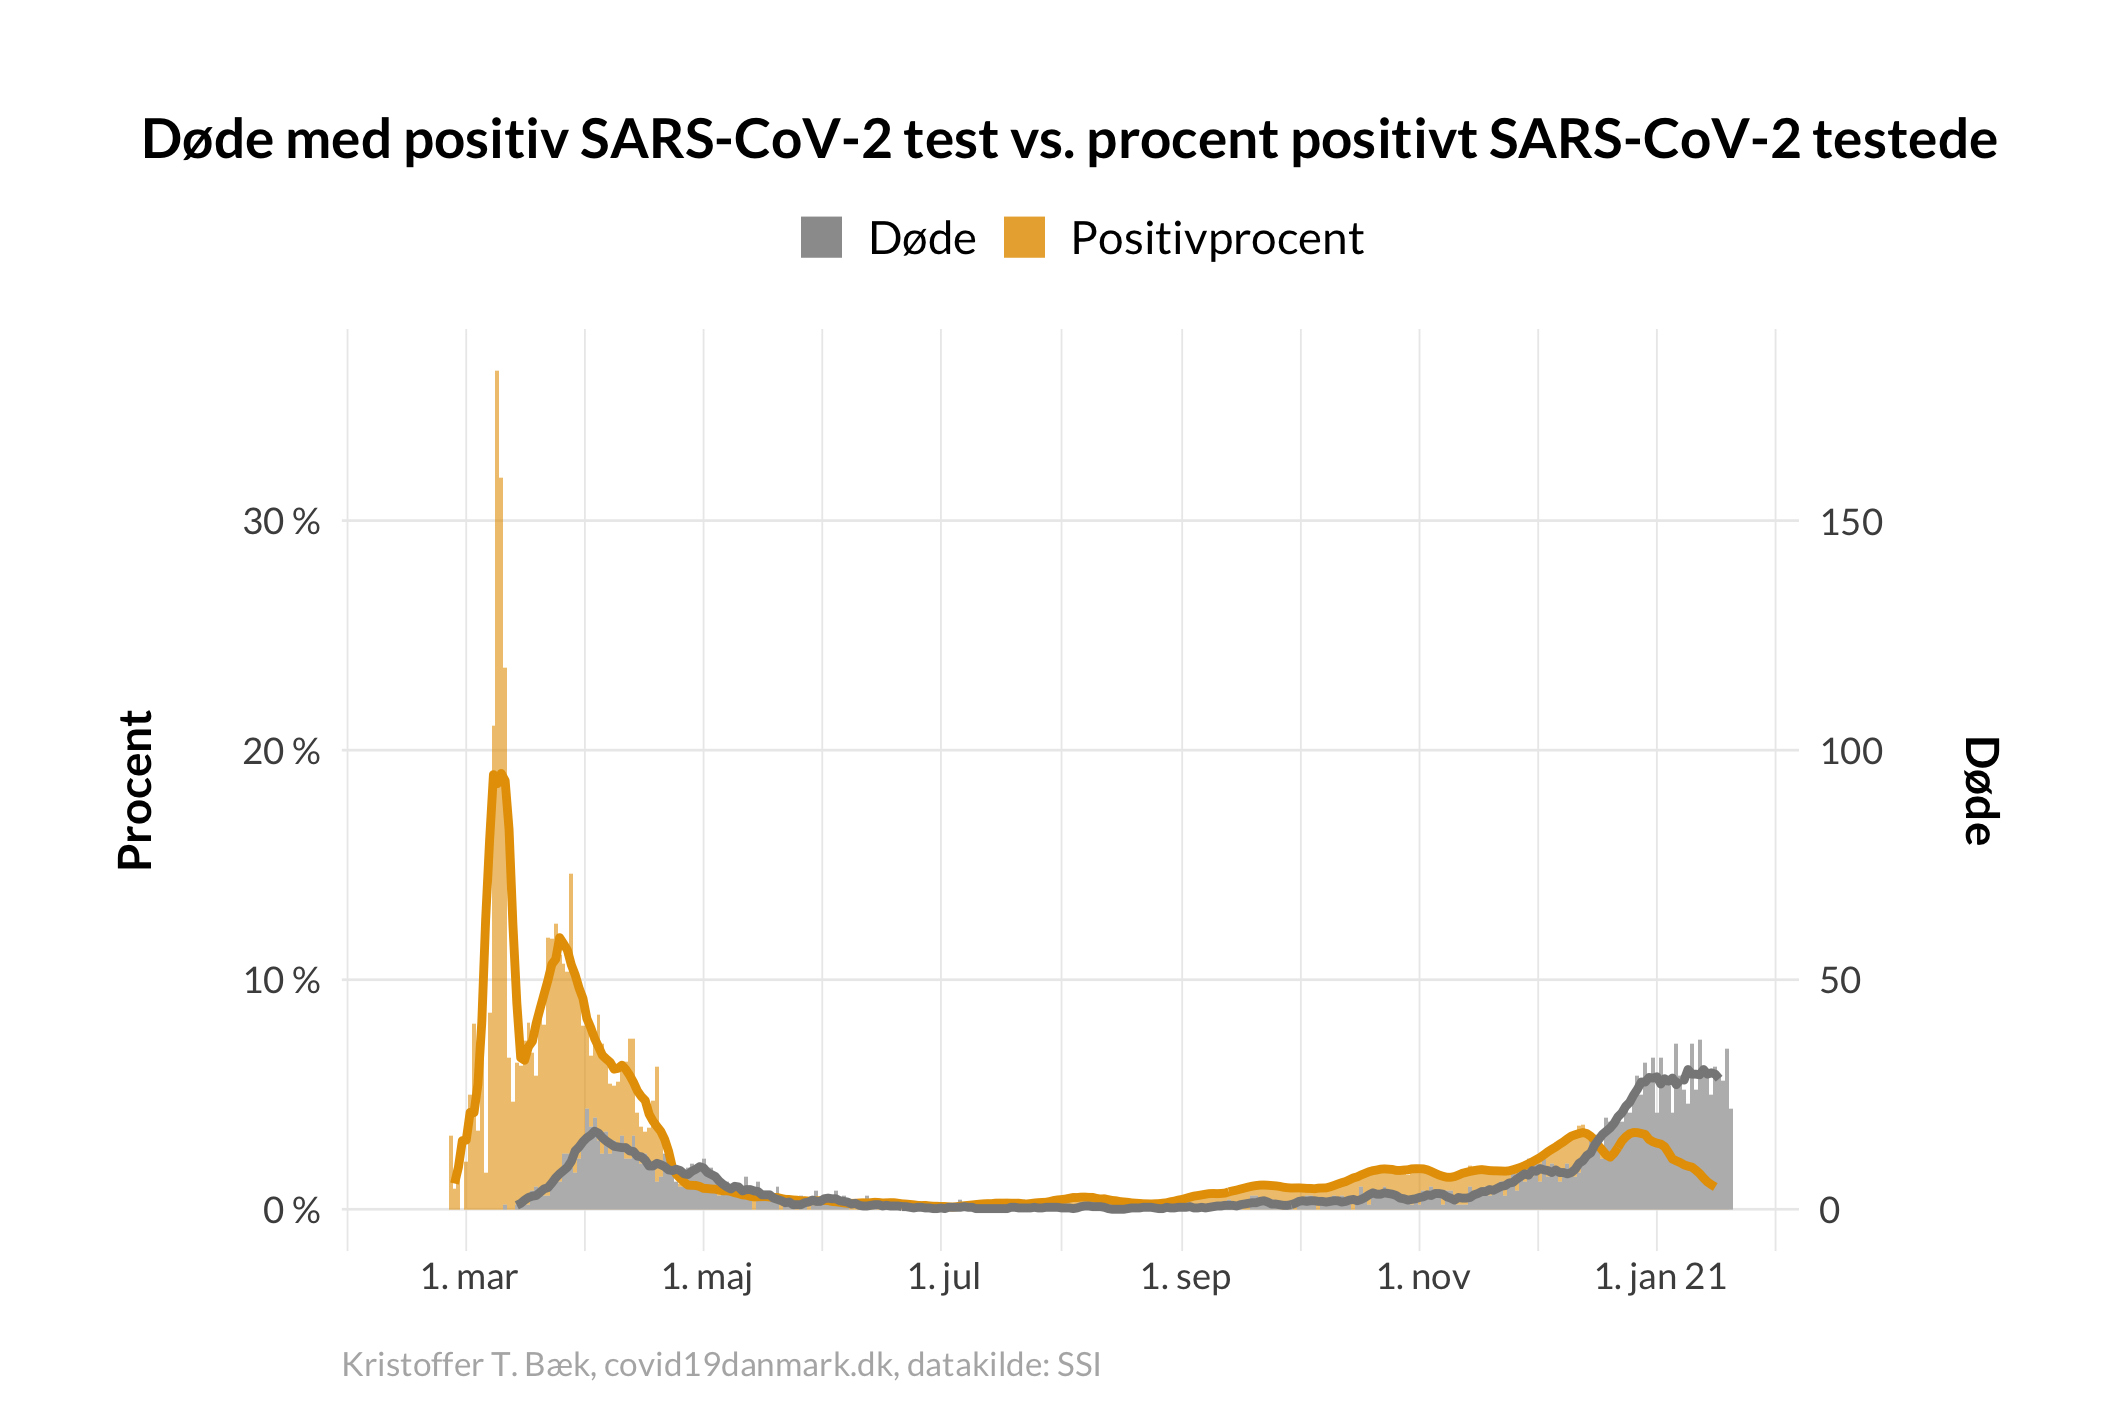 Døde med positiv SARS-CoV-2 test vs. procent positivt SARS-CoV-2 testede
Døde Positivprocent
30 % 150
20 % 100
10 % 50
0 % 0
Procent
Døde
1. mar 1. maj 1. jul 1. sep 1. nov 1. jan 21
Kristoffer T. Bæk, covid19danmark.dk, datakilde: SSI